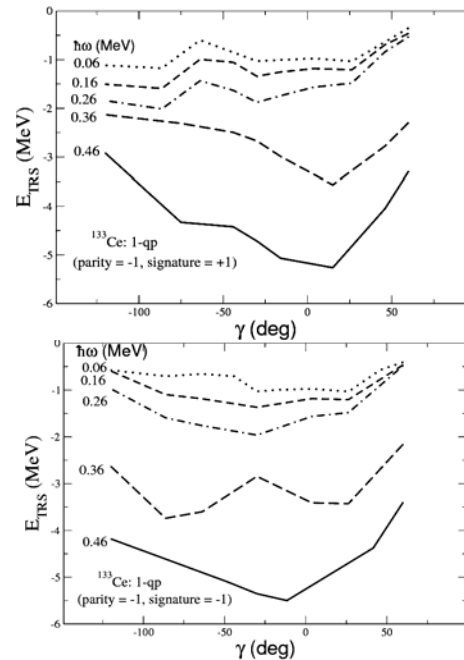 0
ħω (MeV)
0.06
-1
0.16
0.26
-2
0.36
0.46
-3
E_TRS (MeV)
-4
-5
¹³³Ce: 1-qp
(parity = -1, signature = +1)
-6
-100 -50 0 50
γ (deg)
0
ħω (MeV)
0.06
0.16
-1
0.26
-2
0.36
-3
E_TRS (MeV)
0.46
-4
-5
¹³³Ce: 1-qp
(parity = -1, signature = -1)
-6
-100 -50 0 50
γ (deg)